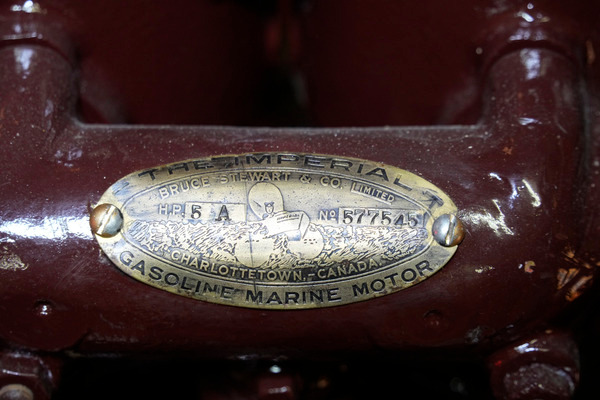 THE IMPERIAL
BRUCE STEWART & CO. LIMITED
H.P. 5 A No 577545
CHARLOTTETOWN,-CANADA.
GASOLINE MARINE MOTOR